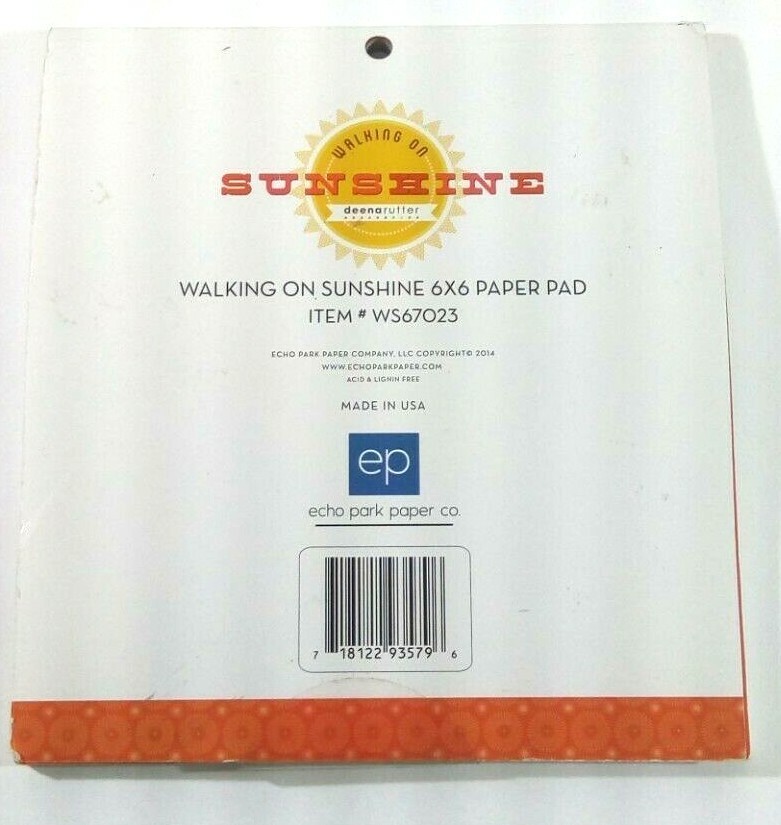 WALKING ON
SUNSHINE
deenarutter
WALKING ON SUNSHINE 6X6 PAPER PAD
ITEM # WS67023
ECHO PARK PAPER COMPANY, LLC COPYRIGHT© 2014
WWW.ECHOPARKPAPER.COM
ACID & LIGNIN FREE
MADE IN USA
ep
echo park paper co.
7 18122 93579 6